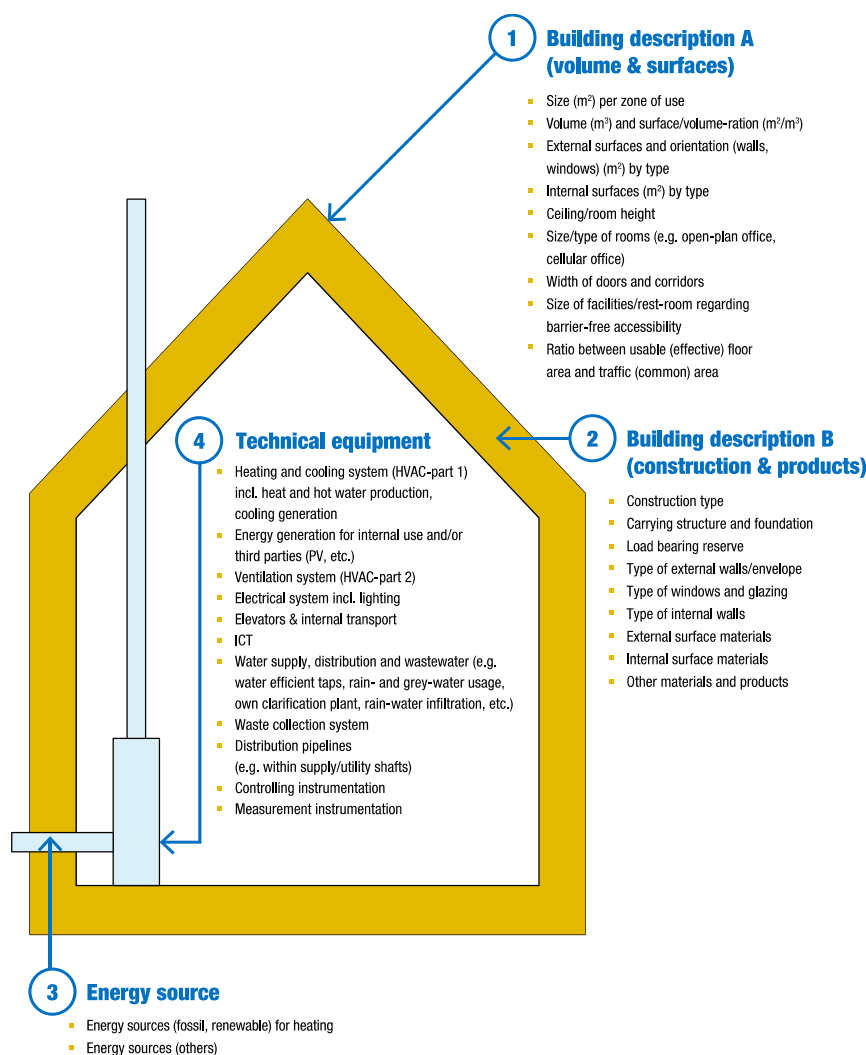 1
Building description A
(volume & surfaces)
Size (m²) per zone of use
Volume (m³) and surface/volume-ration (m²/m³)
External surfaces and orientation (walls,
windows) (m²) by type
Internal surfaces (m²) by type
Ceiling/room height
Size/type of rooms (e.g. open-plan office,
cellular office)
Width of doors and corridors
Size of facilities/rest-room regarding
barrier-free accessibility
Ratio between usable (effective) floor
area and traffic (common) area
2
Building description B
(construction & products)
Construction type
Carrying structure and foundation
Load bearing reserve
Type of external walls/envelope
Type of windows and glazing
Type of internal walls
External surface materials
Internal surface materials
Other materials and products
4
Technical equipment
Heating and cooling system (HVAC-part 1)
incl. heat and hot water production,
cooling generation
Energy generation for internal use and/or
third parties (PV, etc.)
Ventilation system (HVAC-part 2)
Electrical system incl. lighting
Elevators & internal transport
ICT
Water supply, distribution and wastewater (e.g.
water efficient taps, rain- and grey-water usage,
own clarification plant, rain-water infiltration, etc.)
Waste collection system
Distribution pipelines
(e.g. within supply/utility shafts)
Controlling instrumentation
Measurement instrumentation
3
Energy source
Energy sources (fossil, renewable) for heating
Energy sources (others)